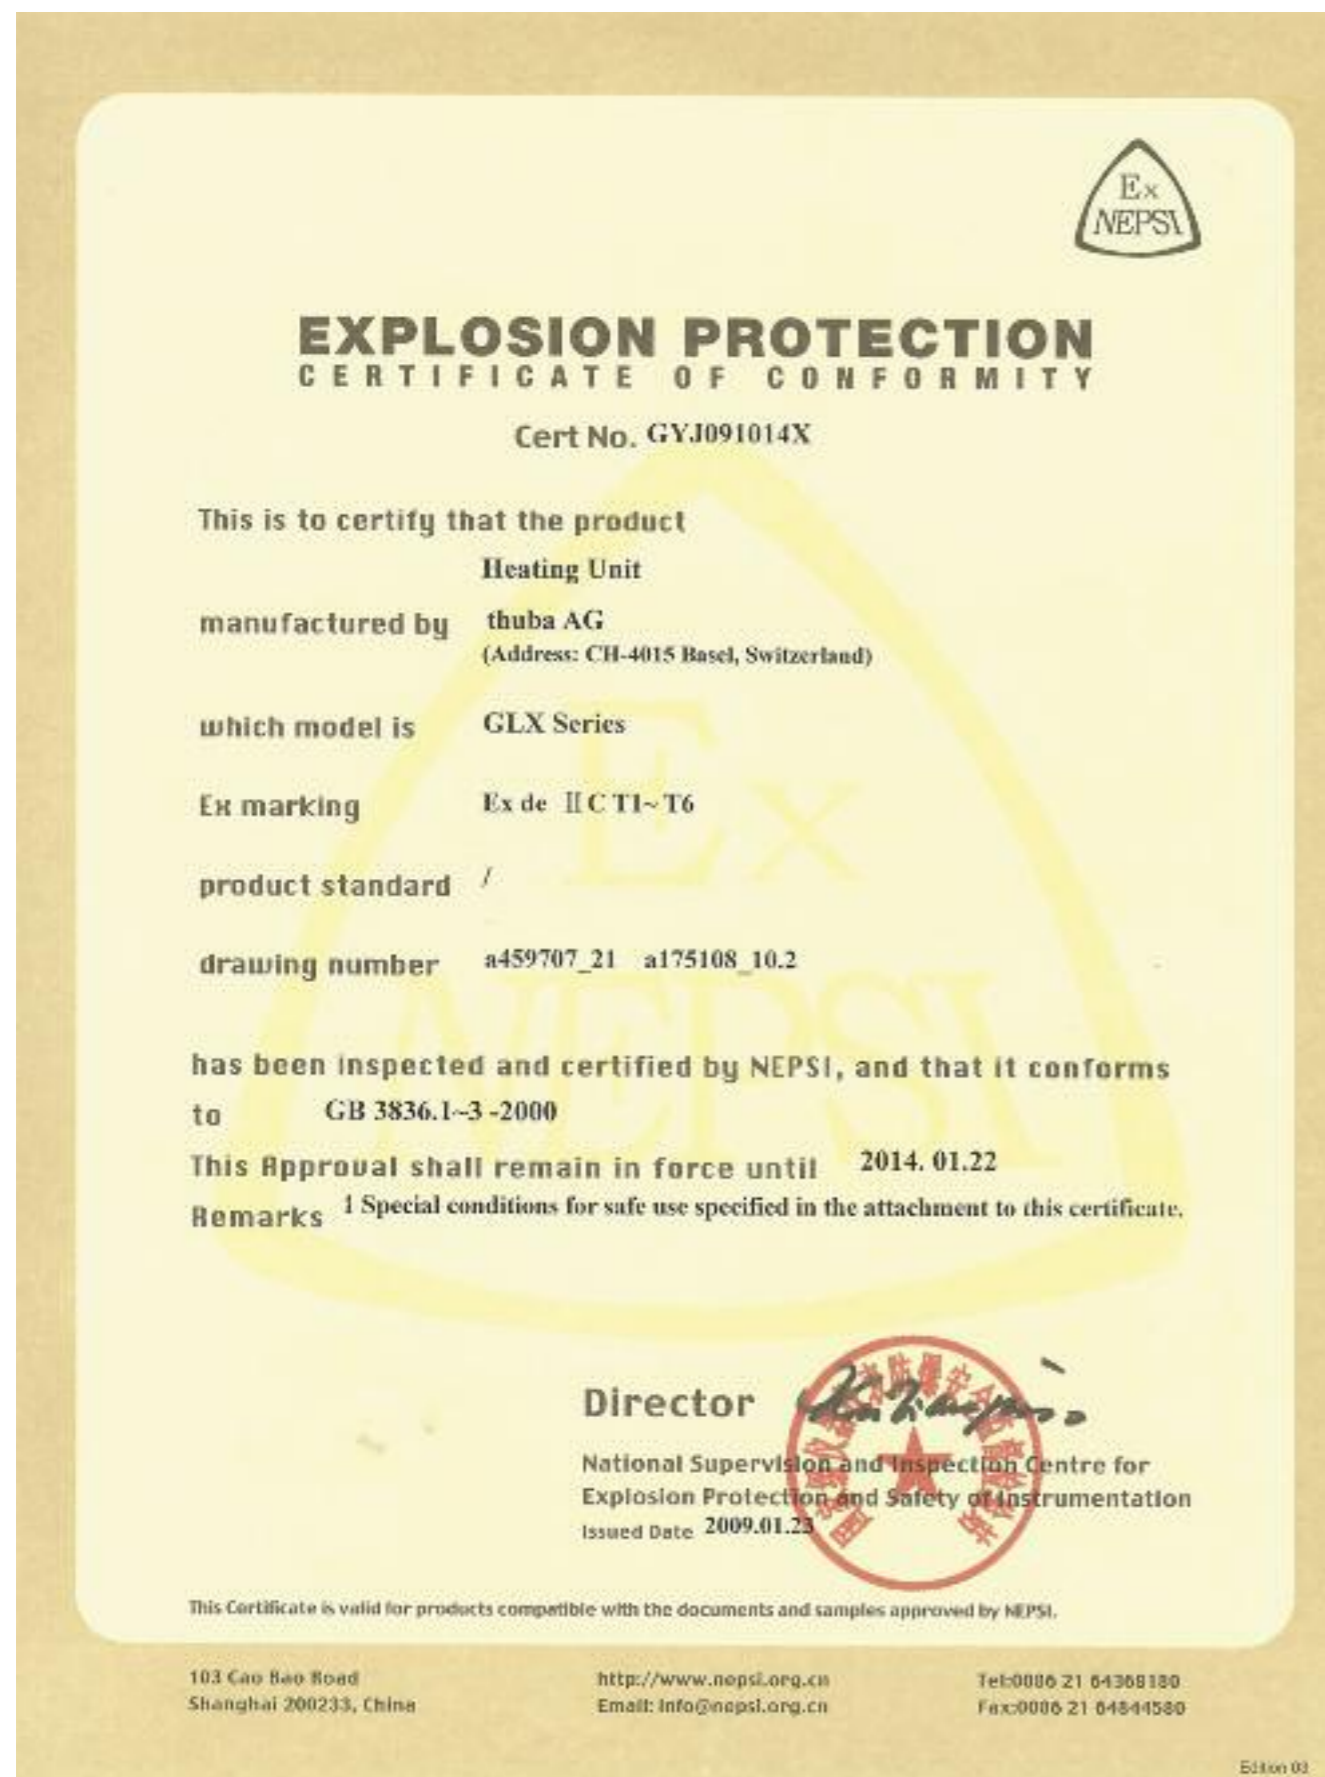 Ex
NEPSI
EXPLOSION PROTECTION
CERTIFICATE OF CONFORMITY
Cert No. GYJ091014X
This is to certify that the product
Heating Unit
manufactured by thuba AG
(Address: CH-4015 Basel, Switzerland)
which model is GLX Series
Ex marking Ex de ⅡC T1~T6
product standard /
drawing number a459707_21 a175108_10.2
has been inspected and certified by NEPSI, and that it conforms
to GB 3836.1~3-2000
This Approval shall remain in force until 2014.01.22
Remarks 1 Special conditions for safe use specified in the attachment to this certificate.
Director
National Supervision and Inspection Centre for
Explosion Protection and Safety of Instrumentation
Issued Date 2009.01.23
This Certificate is valid for products compatible with the documents and samples approved by NEPSI.
103 Cao Bao Road http://www.nepsi.org.cn Tel:0086 21 64368180
Shanghai 200233, China Email: info@nepsi.org.cn Fax:0086 21 64844580
Edition 03